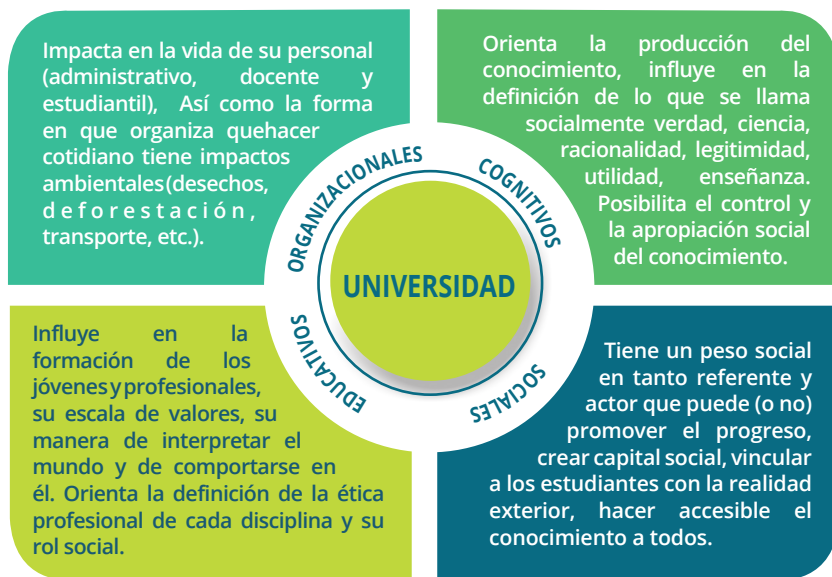 Impacta en la vida de su personal
(administrativo, docente y
estudiantil), Así como la forma
en que organiza quehacer
cotidiano tiene impactos
ambientales(desechos,
deforestación,
transporte, etc.).
Orienta la producción del
conocimiento, influye en la
definición de lo que se llama
socialmente verdad, ciencia,
racionalidad, legitimidad,
utilidad, enseñanza.
Posibilita el control y
la apropiación social
del conocimiento.
ORGANIZACIONALES
COGNITIVOS
UNIVERSIDAD
EDUCATIVOS
SOCIALES
Influye en la
formación de los
jóvenes y profesionales,
su escala de valores, su
manera de interpretar el
mundo y de comportarse en
él. Orienta la definición de la ética
profesional de cada disciplina y su
rol social.
Tiene un peso social
en tanto referente y
actor que puede (o no)
promover el progreso,
crear capital social, vincular
a los estudiantes con la realidad
exterior, hacer accesible el
conocimiento a todos.